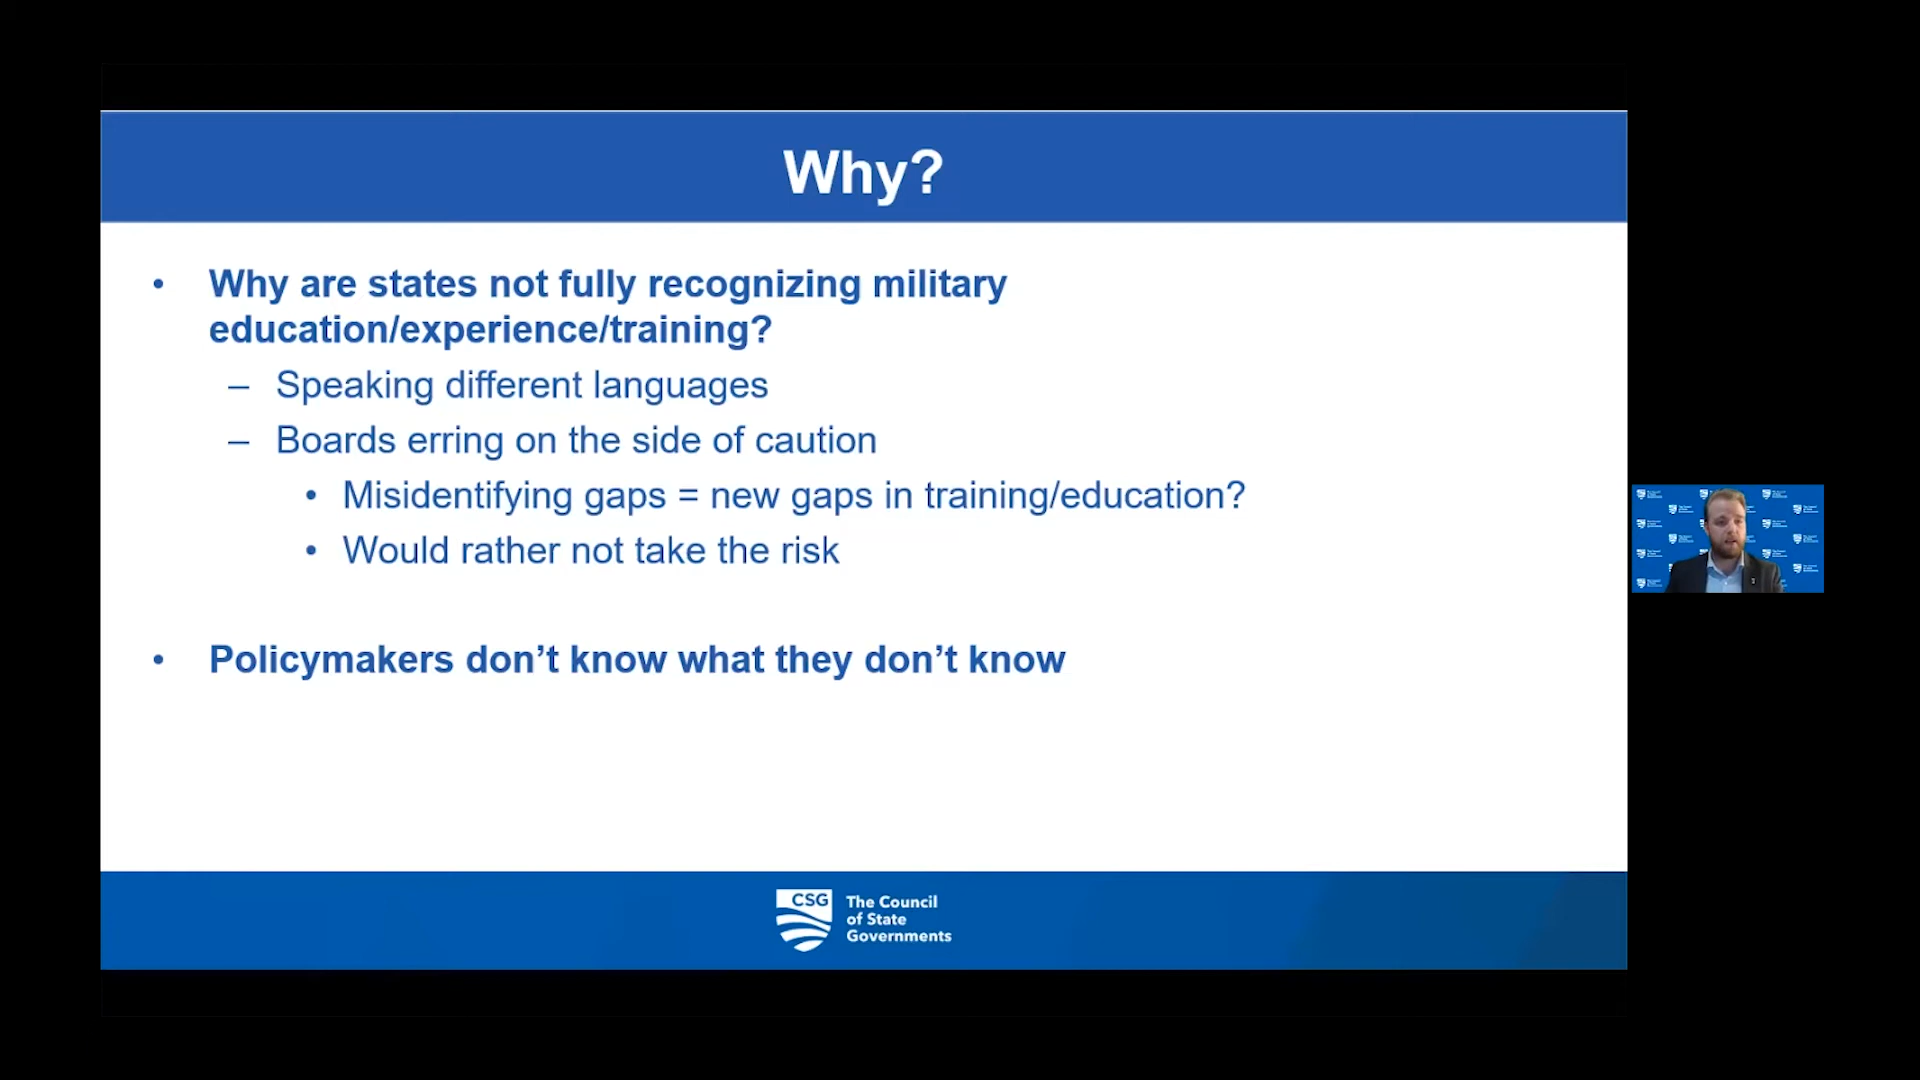 Why?
• Why are states not fully recognizing military
education/experience/training?
– Speaking different languages
– Boards erring on the side of caution
• Misidentifying gaps = new gaps in training/education?
• Would rather not take the risk
• Policymakers don’t know what they don’t know
CSG
The Council
of State
Governments